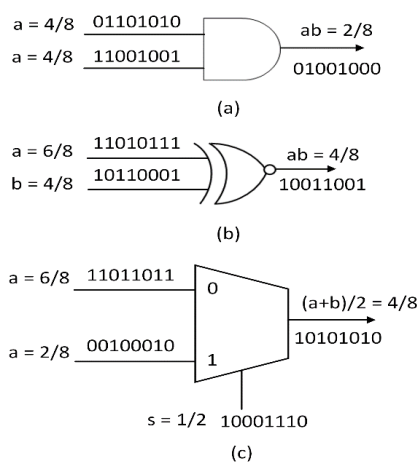 a = 4/8 01101010
ab = 2/8
a = 4/8 11001001
01001000
(a)
a = 6/8 11010111
ab = 4/8
b = 4/8 10110001
10011001
(b)
a = 6/8 11011011
0
(a+b)/2 = 4/8
10101010
a = 2/8 00100010
1
s = 1/2 10001110
(c)